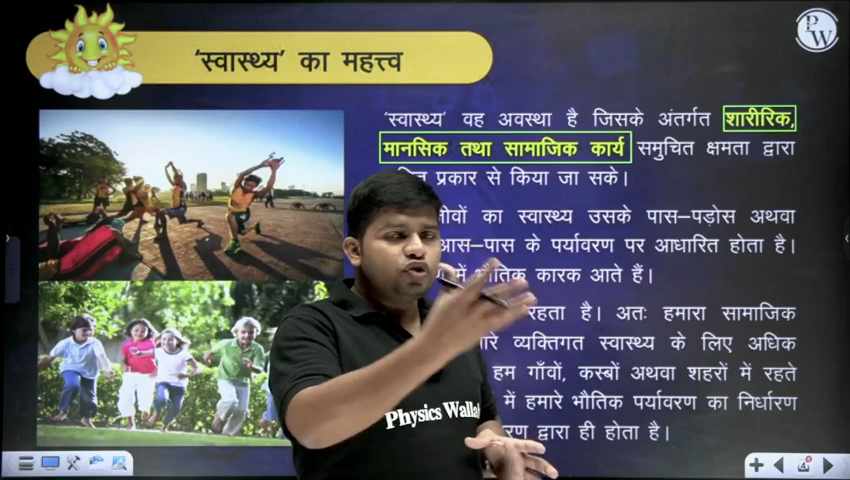 'स्वास्थ्य' का महत्त्व
PW
'स्वास्थ्य' वह अवस्था है जिसके अंतर्गत शारीरिक,
मानसिक तथा सामाजिक कार्य समुचित क्षमता द्वारा
प्रकार से किया जा सके।
का स्वास्थ्य उसके पास–पड़ोस अथवा
आस–पास के पर्यावरण पर आधारित होता है।
में भौतिक कारक आते हैं।
रहता है। अतः हमारा सामाजिक
व्यक्तिगत स्वास्थ्य के लिए अधिक
हम गाँवों, कस्बों अथवा शहरों में रहते
में हमारे भौतिक पर्यावरण का निर्धारण
द्वारा ही होता है।
Physics